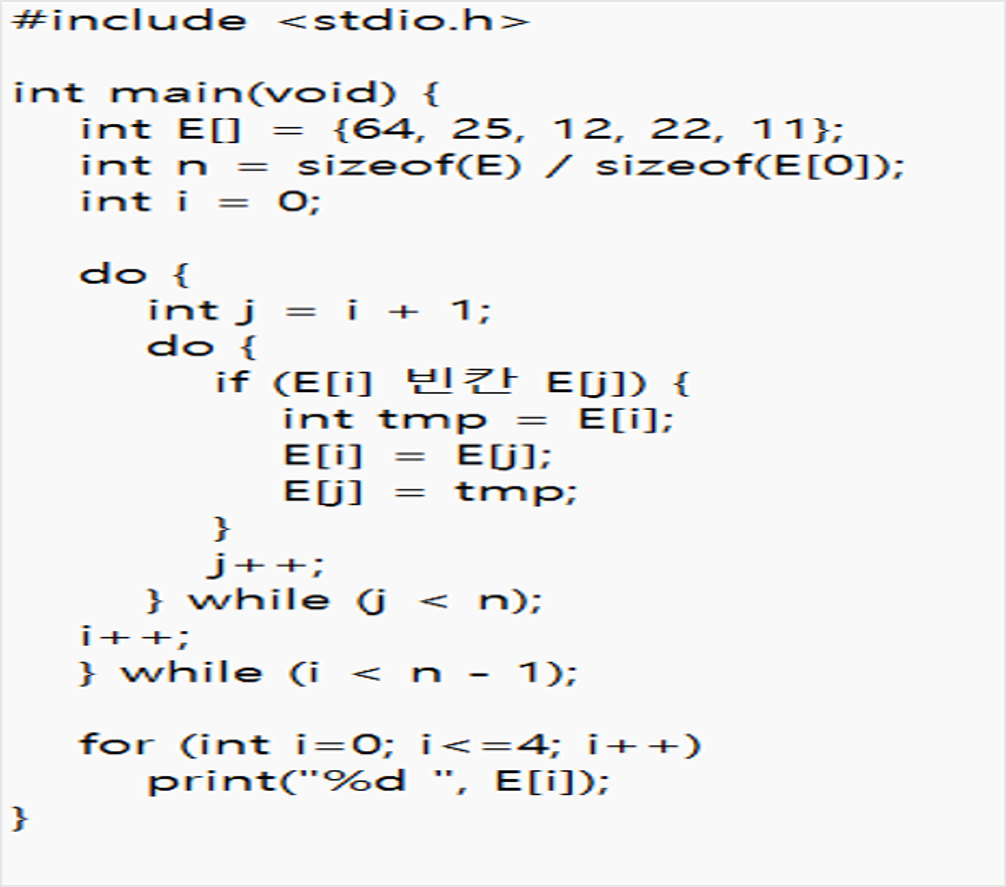 #include <stdio.h>
int main(void) {
int E[] = {64, 25, 12, 22, 11};
int n = sizeof(E) / sizeof(E[0]);
int i = 0;
do {
int j = i + 1;
do {
if (E[i] 빈칸 E[j]) {
int tmp = E[i];
E[i] = E[j];
E[j] = tmp;
}
j++;
} while (j < n);
i++;
} while (i < n - 1);
for (int i=0; i<=4; i++)
print("%d ", E[i]);
}